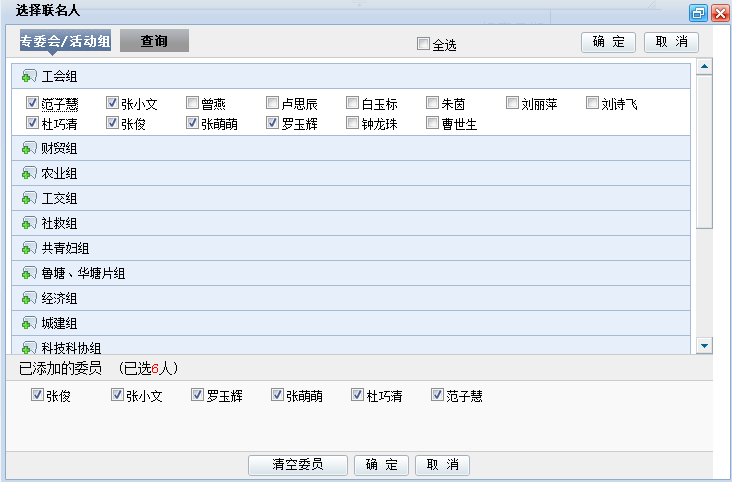 选择联名人
专委会/活动组 查询 全选 确 定 取 消
工会组
范子慧 张小文 曾燕 卢思辰 白玉标 朱茵 刘丽萍 刘诗飞
杜巧清 张俊 张萌萌 罗玉辉 钟龙珠 曹世生
财贸组
农业组
工交组
社救组
共青妇组
鲁塘、华塘片组
经济组
城建组
科技科协组
已添加的委员 (已选6人)
张俊 张小文 罗玉辉 张萌萌 杜巧清 范子慧
清空委员 确 定 取 消